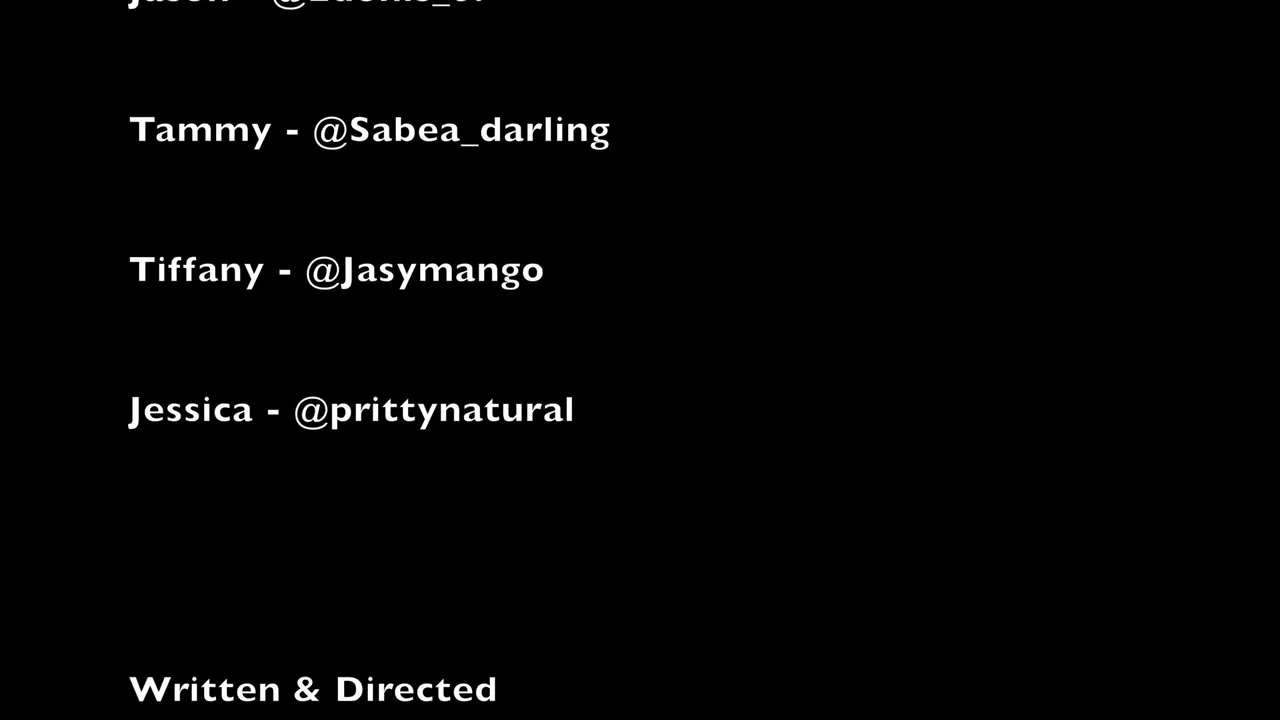 Tammy - @Sabea_darling
Tiffany - @Jasymango
Jessica - @prittynatural
Written & Directed